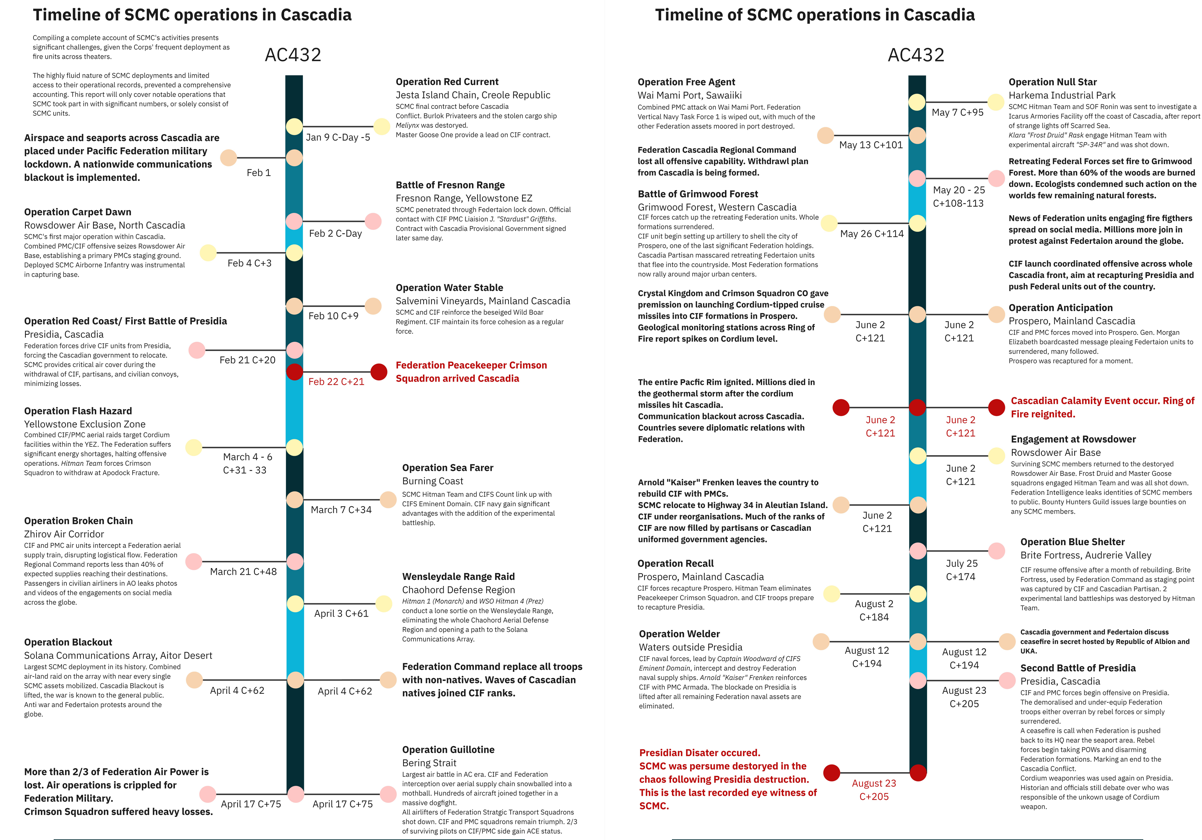 Timeline of SCMC operations in Cascadia
Compiling a complete account of SCMC's activities presents
significant challenges, given the Corps' frequent deployment as
fire units across theaters.
The highly fluid nature of SCMC deployments and limited
access to their operational records, prevented a comprehensive
accounting. This report will only cover notable operations that
SCMC took part in with significant numbers, or solely consist of
SCMC units.
AC432
Operation Red Current
Jesta Island Chain, Creole Republic
SCMC final contract before Cascadia
Conflict. Burlok Privateers and the stolen cargo ship
Meliynx was destoryed.
Master Goose One provide a lead on CIF contract.
Jan 9 C-Day -5
Airspace and seaports across Cascadia are
placed under Pacific Federation military
lockdown. A nationwide communications
blackout is implemented.
Feb 1
Battle of Fresnon Range
Fresnon Range, Yellowstone EZ
SCMC penetrated through Federtaion lock down. Official
contact with CIF PMC Liaision J. "Stardust" Griffiths.
Contract with Cascadia Provisional Government signed
later same day.
Feb 2 C-Day
Operation Carpet Dawn
Rowsdower Air Base, North Cascadia
SCMC's first major operation within Cascadia.
Combined PMC/CIF offensive seizes Rowsdower Air
Base, establishing a primary PMCs staging ground.
Deployed SCMC Airborne Infantry was instrumental
in capturing base.
Feb 4 C+3
Operation Water Stable
Salvemini Vineyards, Mainland Cascadia
SCMC and CIF reinforce the beseiged Wild Boar
Regiment. CIF maintain its force cohesion as a regular
force.
Feb 10 C+9
Operation Red Coast/ First Battle of Presidia
Presidia, Cascadia
Federation forces drive CIF units from Presidia,
forcing the Cascadian government to relocate.
SCMC provides critical air cover during the
withdrawal of CIF, partisans, and civilian convoys,
minimizing losses.
Feb 21 C+20
Federation Peacekeeper Crimson
Squadron arrived Cascadia
Feb 22 C+21
Operation Flash Hazard
Yellowstone Exclusion Zone
Combined CIF/PMC aerial raids target Cordium
facilities within the YEZ. The Federation suffers
significant energy shortages, halting offensive
operations. Hitman Team forces Crimson
Squadron to withdraw at Apodock Fracture.
March 4 - 6
C+31 - 33
Operation Sea Farer
Burning Coast
SCMC Hitman Team and CIFS Count link up with
CIFS Eminent Domain. CIF navy gain significant
advantages with the addition of the experimental
battleship.
March 7 C+34
Operation Broken Chain
Zhirov Air Corridor
CIF and PMC air units intercept a Federation aerial
supply train, disrupting logistical flow. Federation
Regional Command reports less than 40% of
expected supplies reaching their destinations.
Passengers in civilian airliners in AO leaks photos
and videos of the engagements on social media
across the globe.
March 21 C+48
Wensleydale Range Raid
Chaohord Defense Region
Hitman 1 (Monarch) and WSO Hitman 4 (Prez)
conduct a lone sortie on the Wensleydale Range,
eliminating the whole Chaohord Aerial Defense
Region and opening a path to the Solana
Communications Array.
April 3 C+61
Operation Blackout
Solana Communications Array, Aitor Desert
Largest SCMC deployment in its history. Combined
air-land raid on the array with near every single
SCMC assets mobilized. Cascadia Blackout is
lifted, the war is known to the general public.
Anti war and Federtaion protests around the
globe.
April 4 C+62
April 4 C+62
Federation Command replace all troops
with non-natives. Waves of Cascadian
natives joined CIF ranks.
More than 2/3 of Federation Air Power is
lost. Air operations is crippled for
Federation Military.
Crimson Squadron suffered heavy losses.
April 17 C+75
April 17 C+75
Operation Guillotine
Bering Strait
Largest air battle in AC era. CIF and Federation
interception over aerial supply chain snowballed into a
mothball. Hundreds of aircraft joined together in a
massive dogfight.
All airlifters of Federation Stratgic Transport Squadrons
shot down. CIF and PMC squadrons remain triumph. 2/3
of surviving pilots on CIF/PMC side gain ACE status.
Timeline of SCMC operations in Cascadia
AC432
Operation Null Star
Harkema Industrial Park
SCMC Hitman Team and SOF Ronin was sent to investigate a
Icarus Armories Facility off the coast of Cascadia, after report
of strange lights off Scarred Sea.
Klara "Frost Druid" Rask engage Hitman Team with
experimental aircraft "SP-34R" and was shot down.
May 7 C+95
Operation Free Agent
Wai Mami Port, Sawaiiki
Combined PMC attack on Wai Mami Port. Federation
Vertical Navy Task Force 1 is wiped out, with much of the
other Federation assets moored in port destroyed.
Federation Cascadia Regional Command
lost all offensive capability. Withdrawl plan
from Cascadia is being formed.
May 13 C+101
Retreating Federal Forces set fire to Grimwood
Forest. More than 60% of the woods are burned
down. Ecologists condemned such action on the
worlds few remaining natural forests.
News of Federation units engaging fire figthers
spread on social media. Millions more join in
protest against Federtaion around the globe.
CIF launch coordinated offensive across whole
Cascadia front, aim at recapturing Presidia and
push Federal units out of the country.
May 20 - 25
C+108-113
Battle of Grimwood Forest
Grimwood Forest, Western Cascadia
CIF forces catch up the retreating Federation units. Whole
formations surrendered.
CIF unit begin setting up artillery to shell the city of
Prospero, one of the last significant Federation holdings.
Cascadia Partisan masscared retreating Federtaion units
that flee into the countryside. Most Federation formations
now rally around major urban centers.
May 26 C+114
Crystal Kingdom and Crimson Squadron CO gave
premission on launching Cordium-tipped cruise
missiles into CIF formations in Prospero.
Geological monitoring stations across Ring of
Fire report spikes on Cordium level.
June 2
C+121
June 2
C+121
Operation Anticipation
Prospero, Mainland Cascadia
CIF and PMC forces moved into Prospero. Gen. Morgan
Elizabeth boardcasted message pleaing Federtaion units to
surrendered, many followed.
Prospero was recaptured for a moment.
The entire Pacfic Rim ignited. Millions died in
the geothermal storm after the cordium
missiles hit Cascadia.
Communication blackout across Cascadia.
Countries severe diplomatic relations with
Federation.
June 2
C+121
June 2
C+121
Cascadian Calamity Event occur. Ring of
Fire reignited.
Engagement at Rowsdower
Rowsdower Air Base
Survining SCMC members returned to the destoryed
Rowsdower Air Base. Frost Druid and Master Goose
squadrons engaged Hitman Team and was all shot down.
Federation Intelligence leaks identities of SCMC members
to public. Bounty Hunters Guild issues large bounties on
any SCMC members.
June 2
C+121
Arnold "Kaiser" Frenken leaves the country to
rebuild CIF with PMCs.
SCMC relocate to Highway 34 in Aleutian Island.
CIF under reorganisations. Much of the ranks of
CIF are now filled by partisans or Cascadian
uniformed government agencies.
June 2
C+121
Operation Blue Shelter
Brite Fortress, Audrerie Valley
CIF resume offensive after a month of rebuilding. Brite
Fortress, used by Federation Command as staging point
was captured by CIF and Cascadian Partisan. 2
experimental land battleships was destoryed by Hitman
Team.
July 25
C+174
Operation Recall
Prospero, Mainland Cascadia
CIF forces recapture Prospero. Hitman Team eliminates
Peacekeeper Crimson Squadron. and CIF troops prepare
to recapture Presidia.
August 2
C+184
Operation Welder
Waters outside Presidia
CIF naval forces, lead by Captain Woodward of CIFS
Eminent Domain, intercept and destroy Federation
naval supply ships. Arnold "Kaiser" Frenken reinforces
CIF with PMC Armada. The blockade on Presidia is
lifted after all remaining Federation naval assets are
eliminated.
August 12
C+194
August 12
C+194
Cascadia government and Federtaion discuss
ceasefire in secret hosted by Republic of Albion and
UKA.
Second Battle of Presidia
Presidia, Cascadia
CIF and PMC forces begin offensive on Presidia.
The demoralised and under-equip Federation
troops either overran by rebel forces or simply
surrendered.
A ceasefire is call when Federation is pushed
back to its HQ near the seaport area. Rebel
forces begin taking POWs and disarming
Federation formations. Marking an end to the
Cascadia Conflict.
Cordium weaponries was used again on Presidia.
Historian and officials still debate over who was
responsible of the unkown usage of Cordium
weapon.
August 23
C+205
Presidian Disater occured.
SCMC was persume destoryed in the
chaos following Presidia destruction.
This is the last recorded eye witness of
SCMC.
August 23
C+205